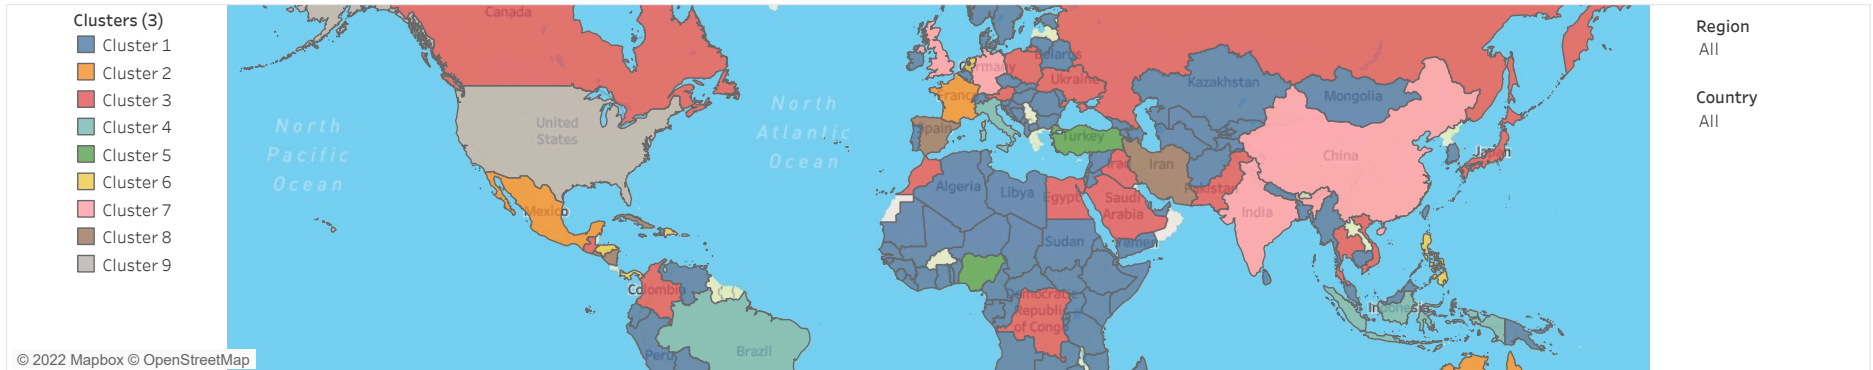 Clusters (3)
Cluster 1
Cluster 2
Cluster 3
Cluster 4
Cluster 5
Cluster 6
Cluster 7
Cluster 8
Cluster 9
Canada
United
States
Mexico
North
Pacific
Ocean
North
Atlantic
Ocean
Colombia
Peru
Brazil
Belarus
Ukraine
Franc
Spain
Turkey
Kazakhstan
Mongolia
China
Japan
Iran
Pakistan
India
Algeria
Libya
Egypt
Saudi
Arabia
Sudan
Yemen
Democratic
Republi
of Congo
Indonesia
Region
All
Country
All
© 2022 Mapbox © OpenStreetMap